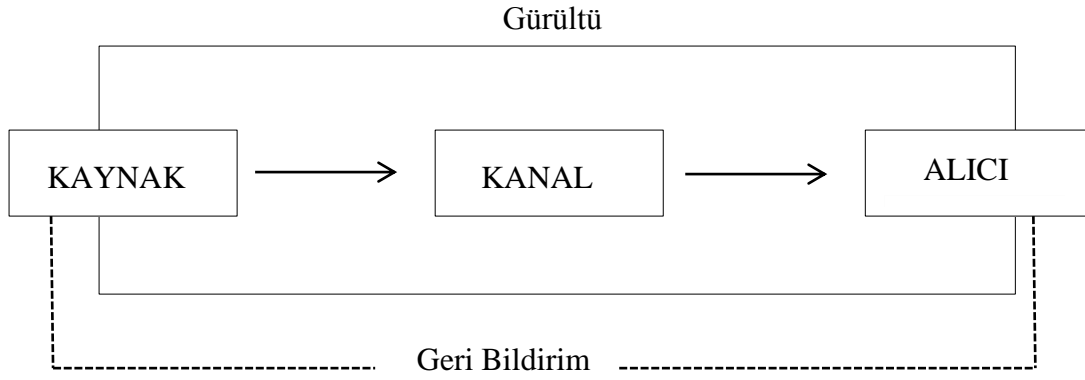 Gürültü
KAYNAK
KANAL
ALICI
Geri Bildirim